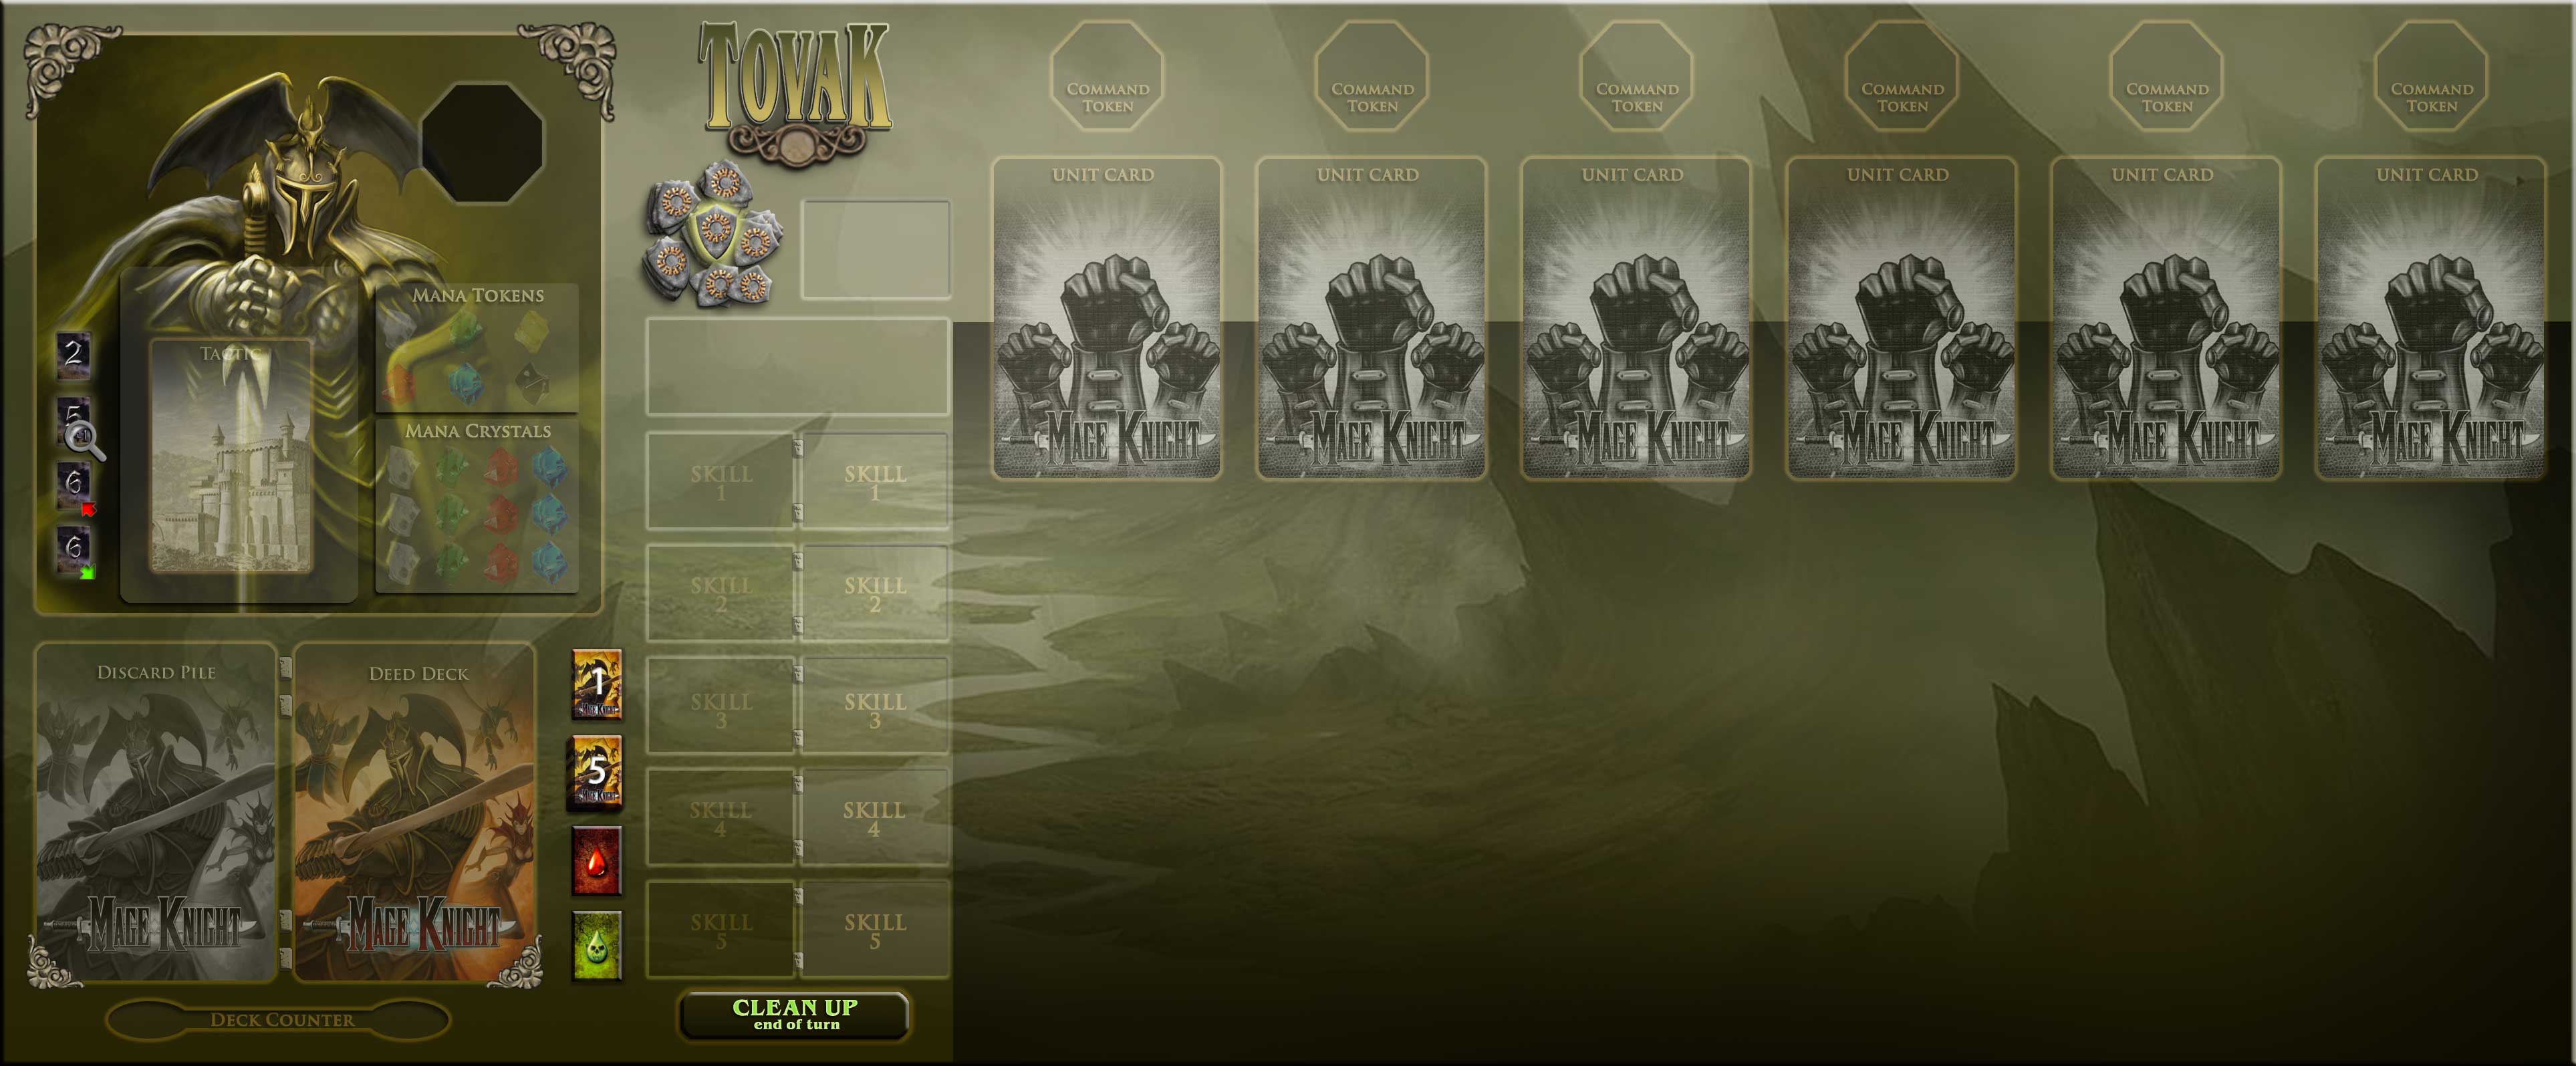 TOVAK
COMMAND
TOKEN
COMMAND
TOKEN
COMMAND
TOKEN
COMMAND
TOKEN
COMMAND
TOKEN
COMMAND
TOKEN
UNIT CARD
UNIT CARD
UNIT CARD
UNIT CARD
UNIT CARD
UNIT CARD
MAGE KNIGHT
MAGE KNIGHT
MAGE KNIGHT
MAGE KNIGHT
MAGE KNIGHT
MAGE KNIGHT
MANA TOKENS
TACTIC
2
5
6
6
MANA CRYSTALS
SKILL
1
SKILL
1
SKILL
2
SKILL
2
SKILL
3
SKILL
3
SKILL
4
SKILL
4
SKILL
5
SKILL
5
DISCARD PILE
MAGE KNIGHT
DEED DECK
MAGE KNIGHT
1
MAGE KNIGHT
5
MAGE KNIGHT
DECK COUNTER
CLEAN UP
end of turn